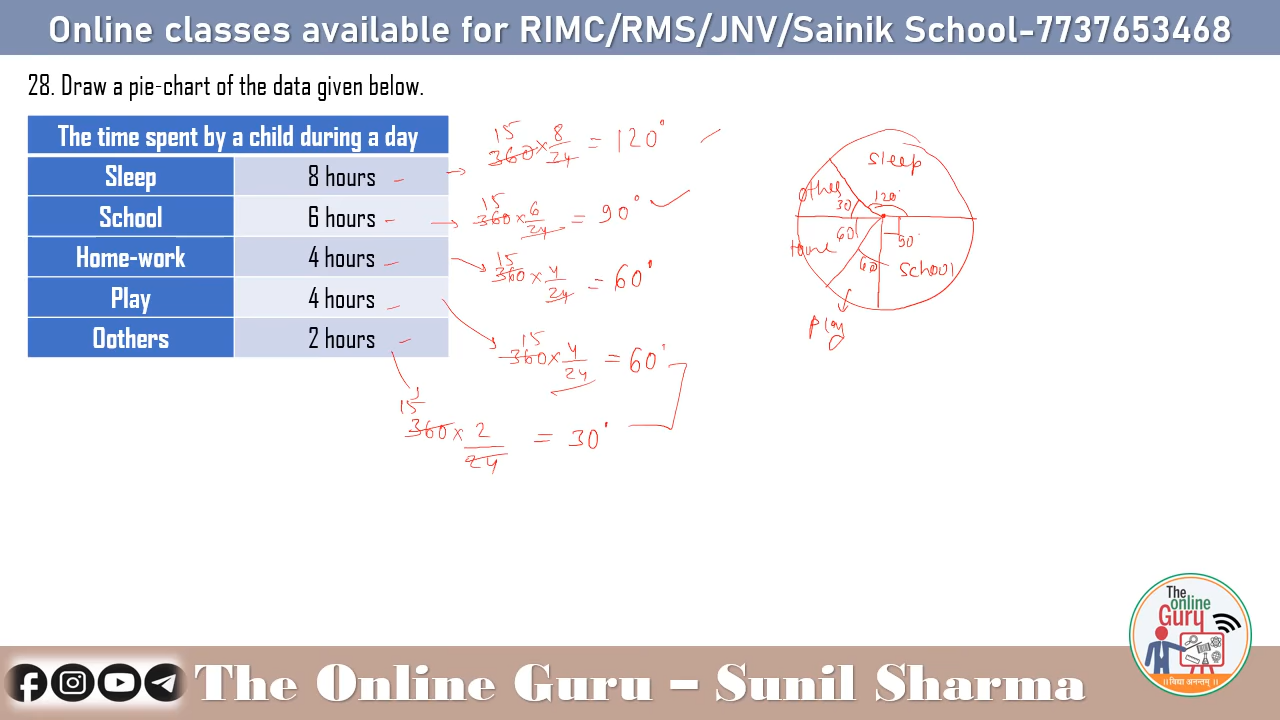 Online classes available for RIMC/RMS/JNV/Sainik School-7737653468
28. Draw a pie-chart of the data given below.
The time spent by a child during a day
Sleep 8 hours
School 6 hours
Home-work 4 hours
Play 4 hours
Oothers 2 hours
15
360 × 8/24 = 120°
15
360 × 6/24 = 90°
15
360 × 4/24 = 60°
15
360 × 4/24 = 60°
15
360 × 2/24 = 30°
sleep
othes 30 120°
60 90°
Home 60 school
play
The
online
Guru
।। विद्या अनन्तम् ।।
The Online Guru – Sunil Sharma